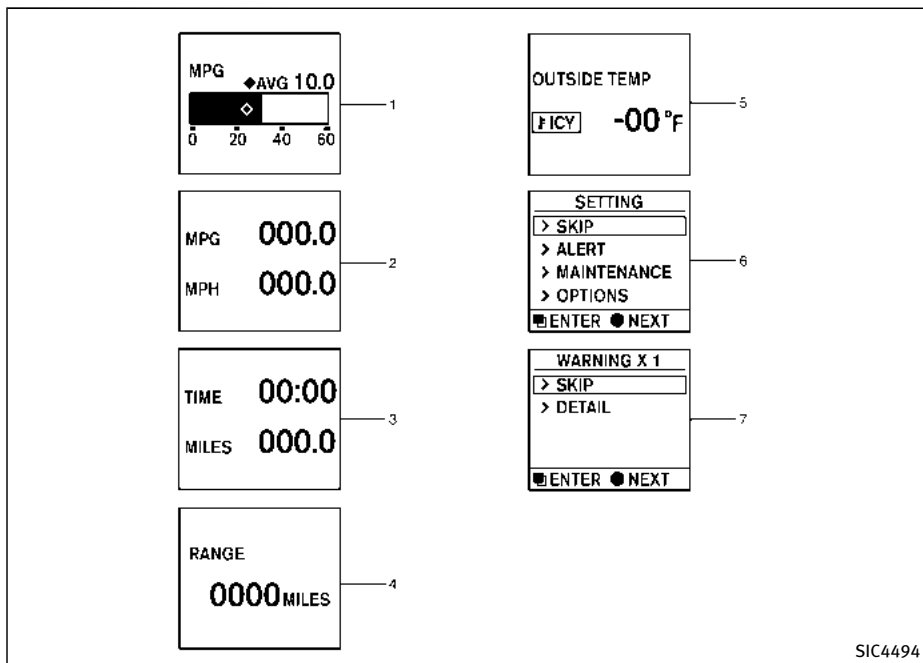 MPG
◆AVG 10.0
0 20 40 60
1
MPG 000.0
MPH 000.0
2
TIME 00:00
MILES 000.0
3
RANGE
0000 MILES
4
OUTSIDE TEMP
ICY -00°F
5
SETTING
> SKIP
> ALERT
> MAINTENANCE
> OPTIONS
ENTER ● NEXT
6
WARNING X 1
> SKIP
> DETAIL
ENTER ● NEXT
7
SIC4494